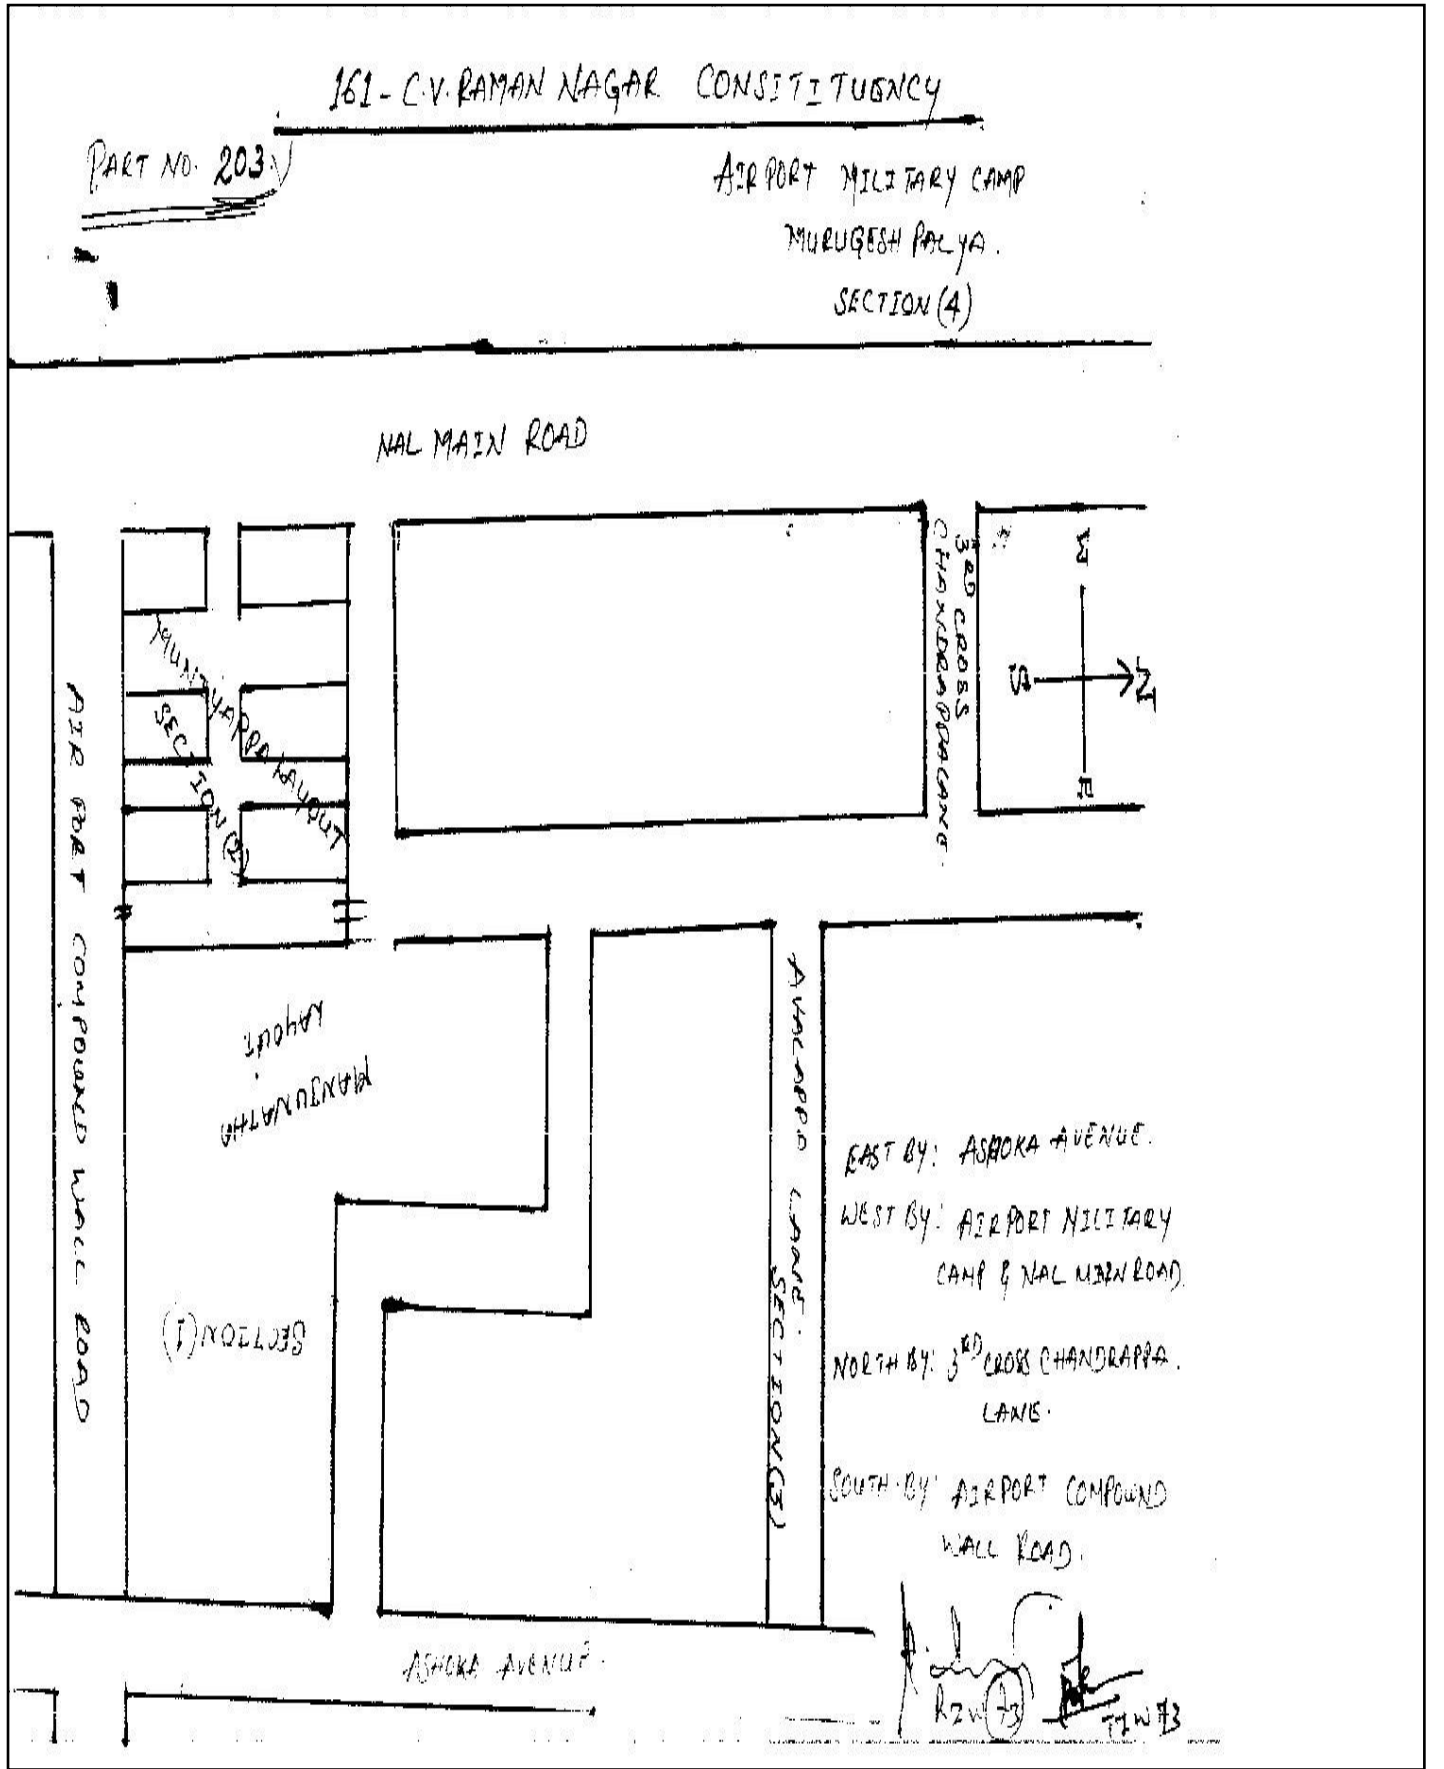 161-C.V. RAMAN NAGAR CONSITITUENCY
PART NO. 203
AIRPORT MILITARY CAMP
MURUGESH PALYA.
SECTION (4)
NAL MAIN ROAD
3RD CROSS
CHANDRAPPA LANE.
W
S
N
E
MUNIYAPPA LAYOUT
SECTION (2)
AIR PORT COMPOUND WALL ROAD
MANJUNATHA
LAYOUT.
SECTION (1)
AVALAPPA LANE.
SECTION (3)
EAST BY: ASHOKA AVENUE.
WEST BY: AIRPORT MILITARY
CAMP & NAL MAIN ROAD.
NORTH BY: 3RD CROSS CHANDRAPPA.
LANE.
SOUTH BY: AIRPORT COMPOUND
WALL ROAD.
ASHOKA AVENUE.